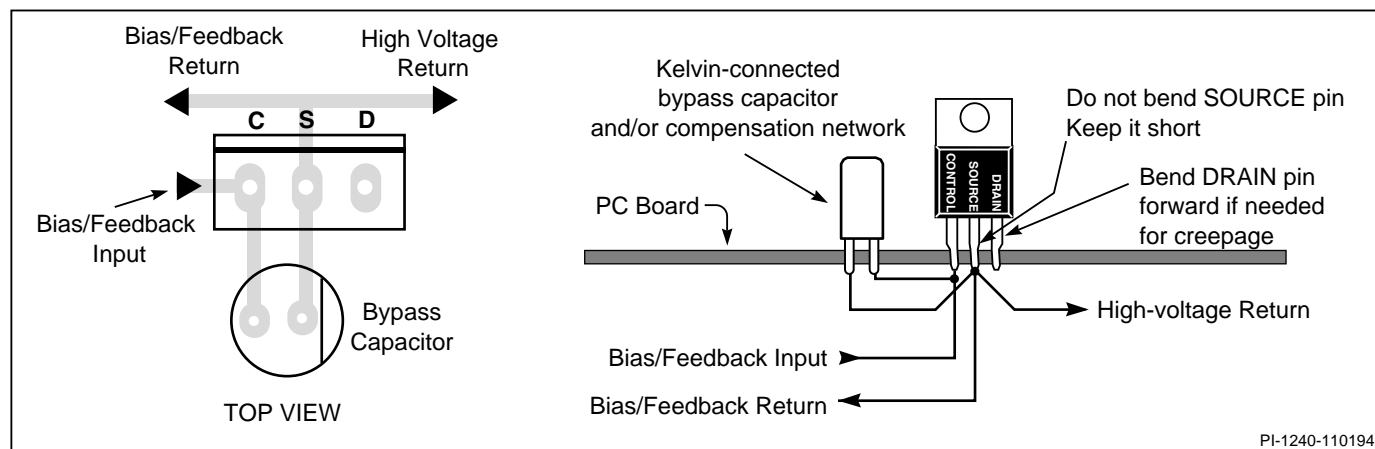 Bias/Feedback
Return
High Voltage
Return
C S D
Bias/Feedback
Input
Bypass
Capacitor
TOP VIEW
Kelvin-connected
bypass capacitor
and/or compensation network
PC Board
CONTROL
SOURCE
DRAIN
Do not bend SOURCE pin
Keep it short
Bend DRAIN pin
forward if needed
for creepage
High-voltage Return
Bias/Feedback Input
Bias/Feedback Return
PI-1240-110194